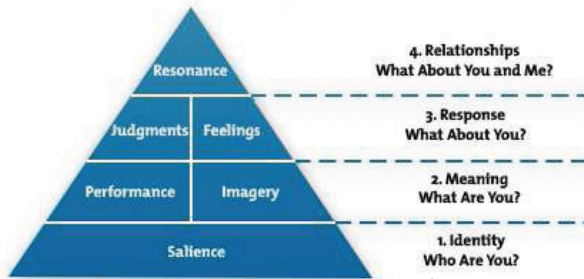 Resonance
4. Relationships
What About You and Me?
Judgments Feelings
3. Response
What About You?
Performance Imagery
2. Meaning
What Are You?
Salience
1. Identity
Who Are You?